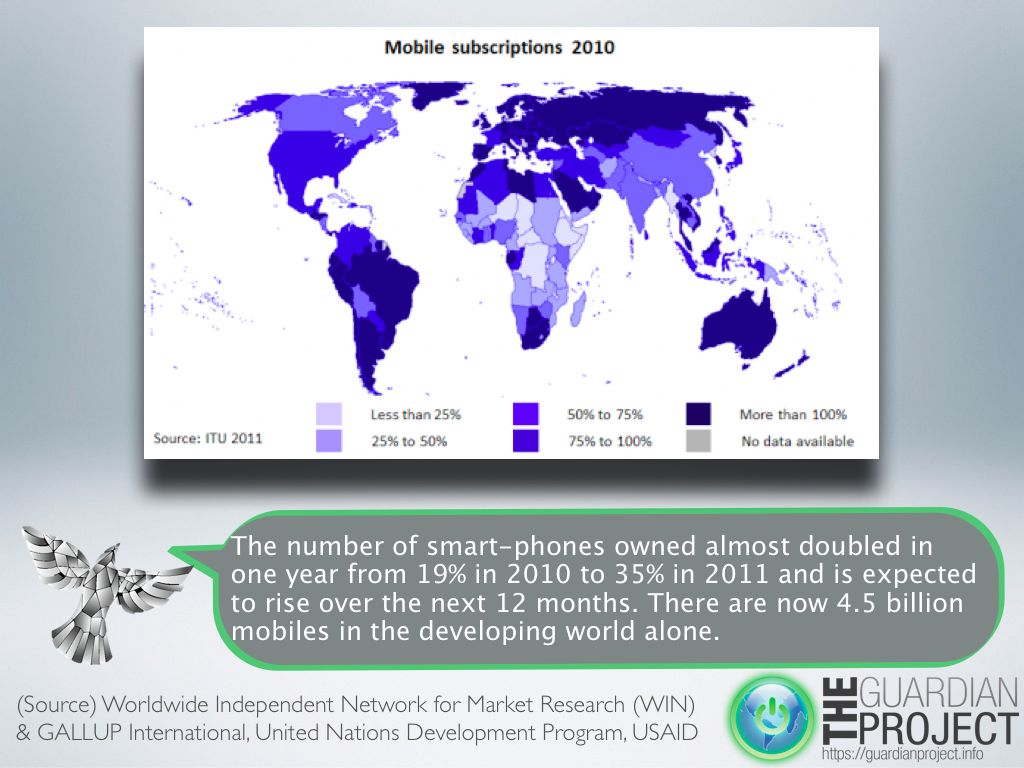 Mobile subscriptions 2010
Less than 25%
50% to 75%
More than 100%
Source: ITU 2011
25% to 50%
75% to 100%
No data available
The number of smart-phones owned almost doubled in
one year from 19% in 2010 to 35% in 2011 and is expected
to rise over the next 12 months. There are now 4.5 billion
mobiles in the developing world alone.
(Source) Worldwide Independent Network for Market Research (WIN)
& GALLUP International, United Nations Development Program, USAID
THE GUARDIAN
PROJECT
https://guardianproject.info